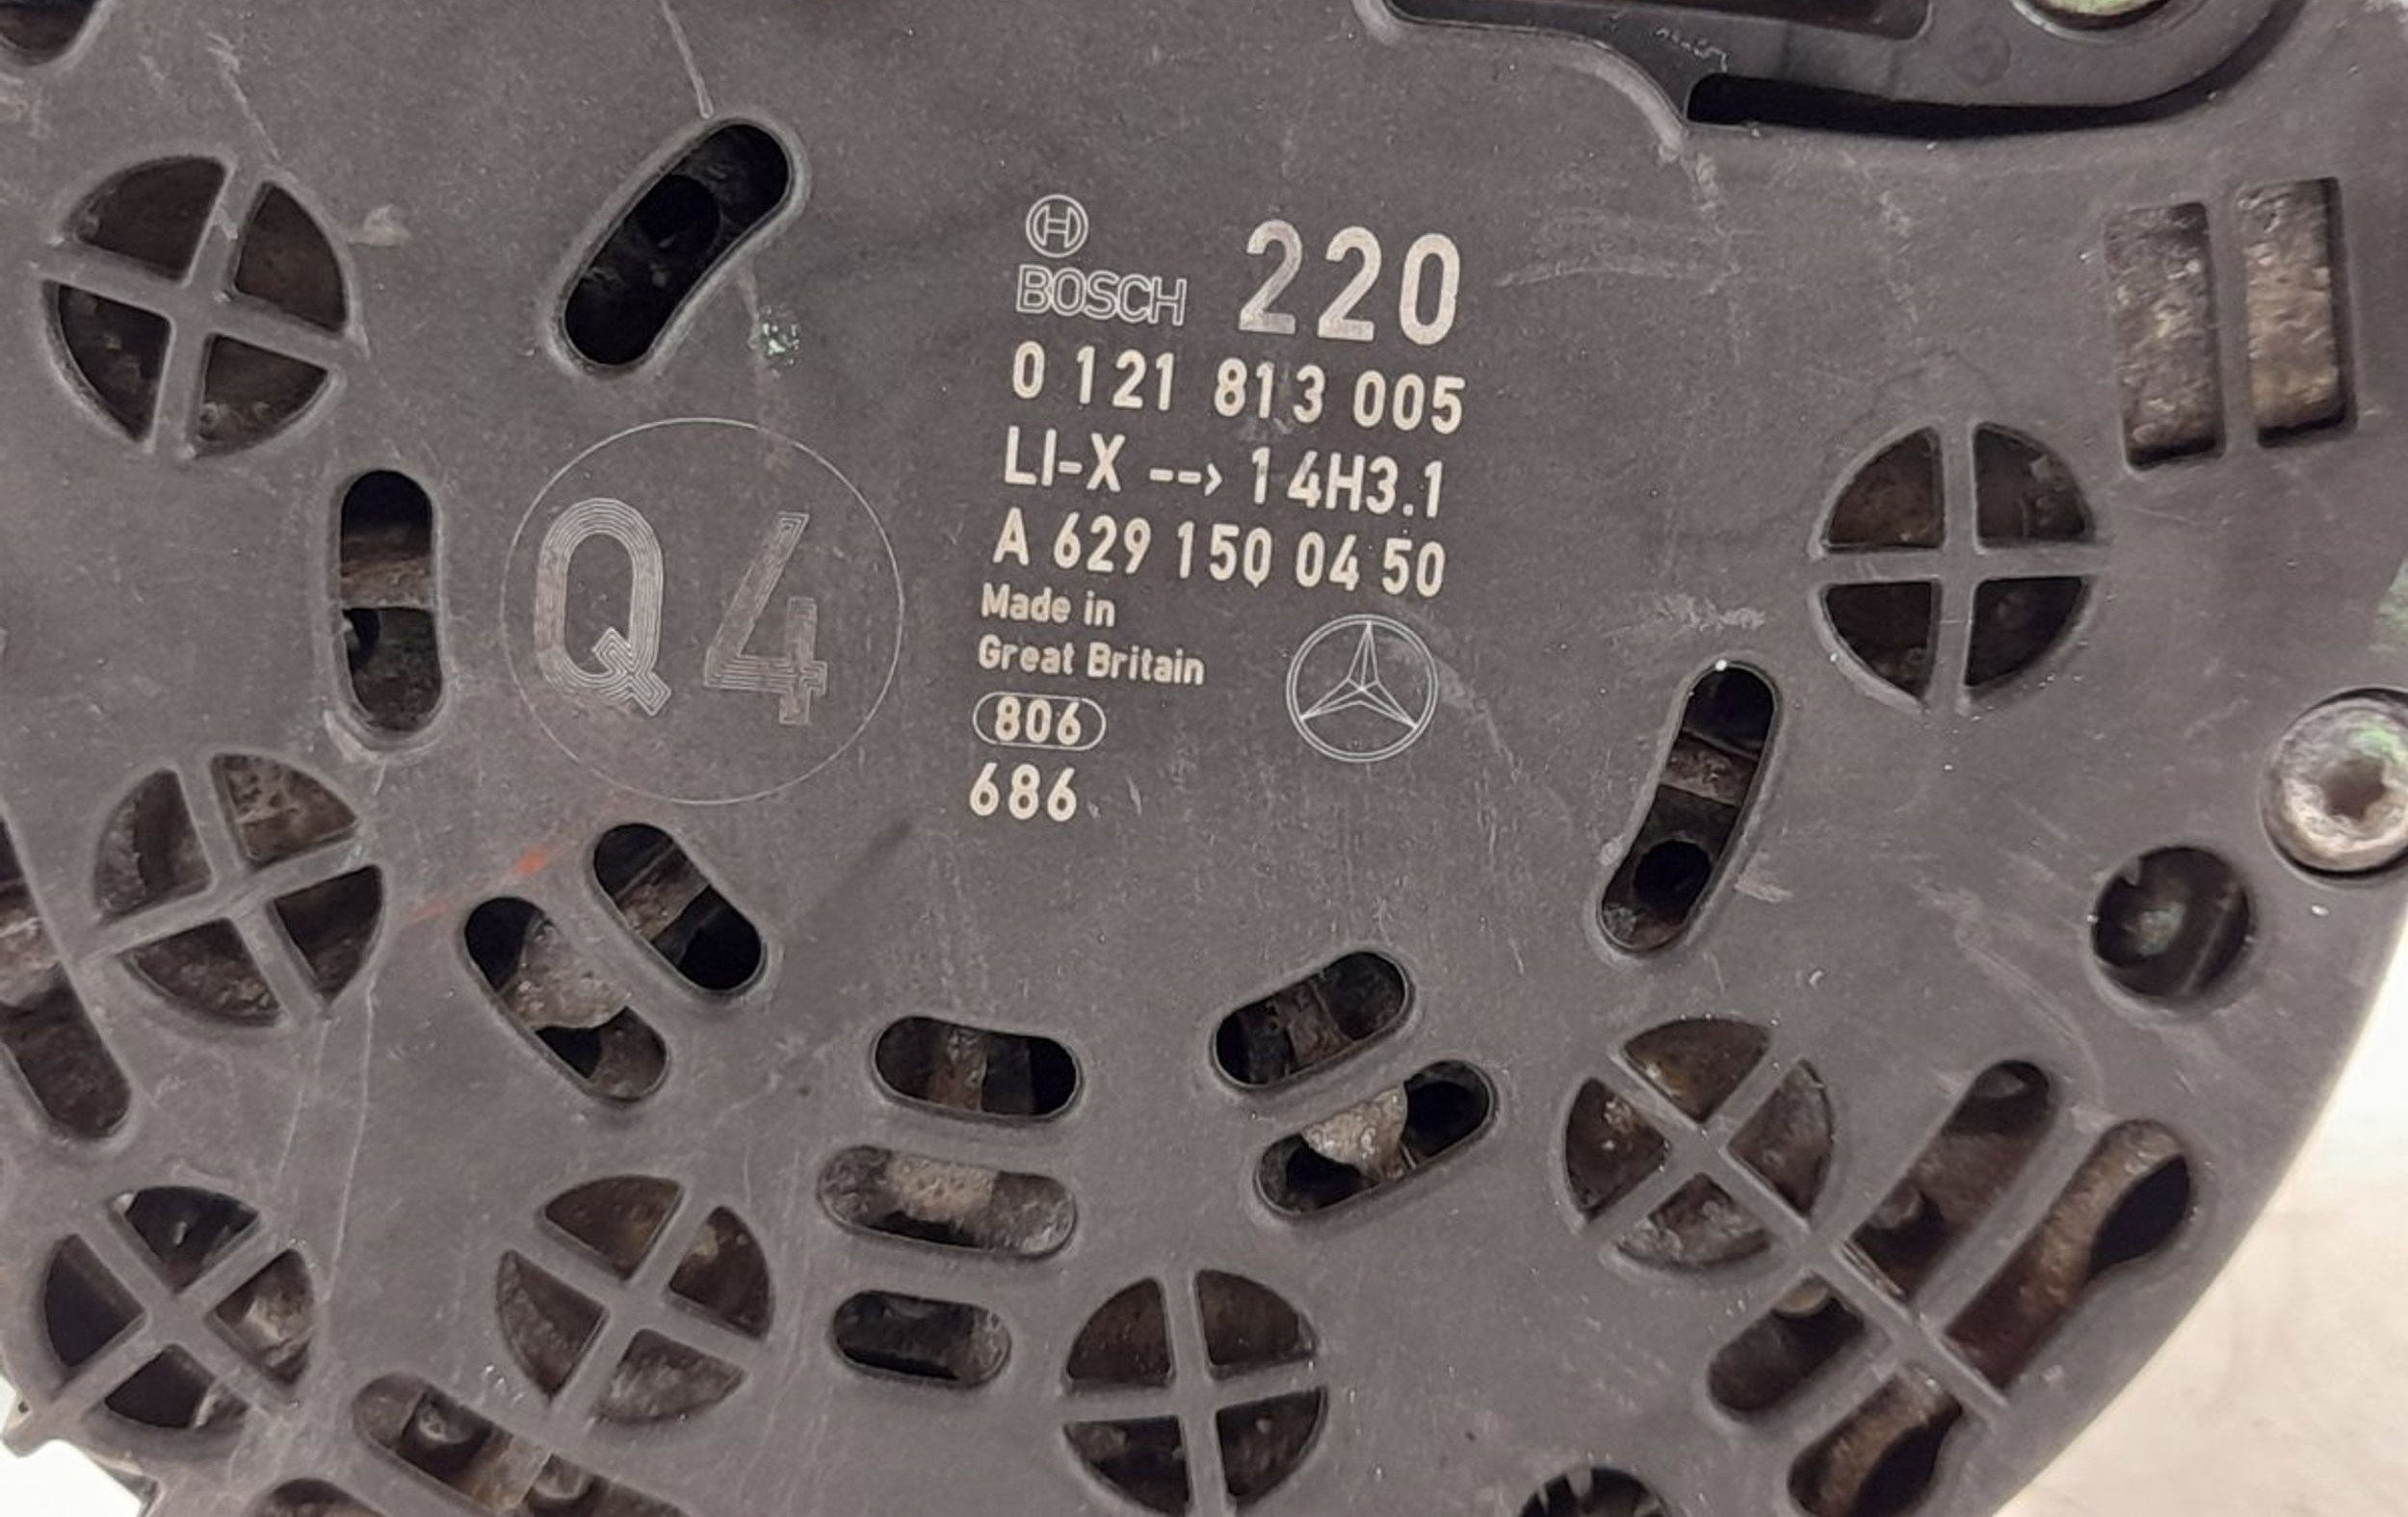 BOSCH 220
0 121 813 005
LI-X --> 14H3.1
A 629 150 04 50
Made in
Great Britain
806
686
Q4